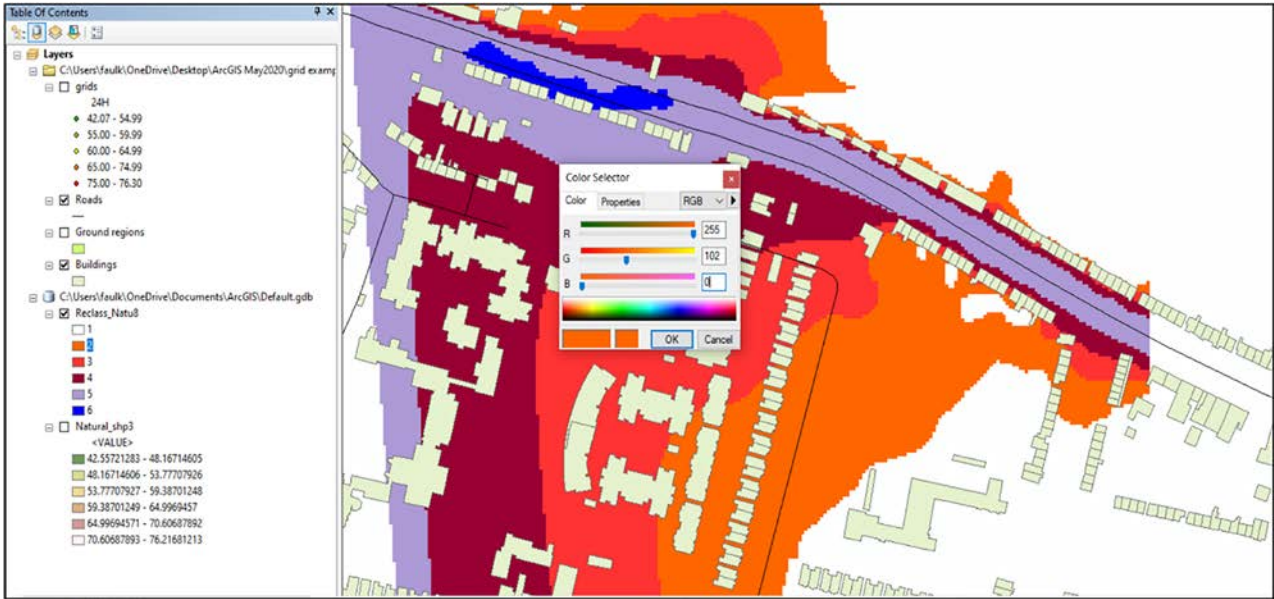 Table Of Contents
Layers
C:\Users\faulk\OneDrive\Desktop\ArcGIS May2020\grid examp
grids
24H
42.07 - 54.99
55.00 - 59.99
60.00 - 64.99
65.00 - 74.99
75.00 - 76.30
Roads
Ground regions
Buildings
C:\Users\faulk\OneDrive\Documents\ArcGIS\Default.gdb
Reclass_Natu8
1
2
3
4
5
6
Natural_shp3
<VALUE>
42.55721283 - 48.16714605
48.16714606 - 53.77707926
53.77707927 - 59.38701248
59.38701249 - 64.9969457
64.99694571 - 70.60687892
70.60687893 - 76.21681213
Color Selector
Color Properties RGB
R 255
G 102
B 0
OK Cancel